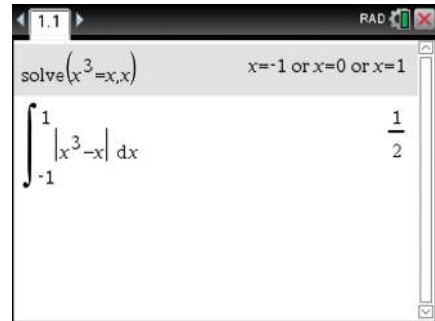 1.1 RAD
solve(x³=x,x) x=-1 or x=0 or x=1
∫₋₁¹ |x³-x| dx 1/2